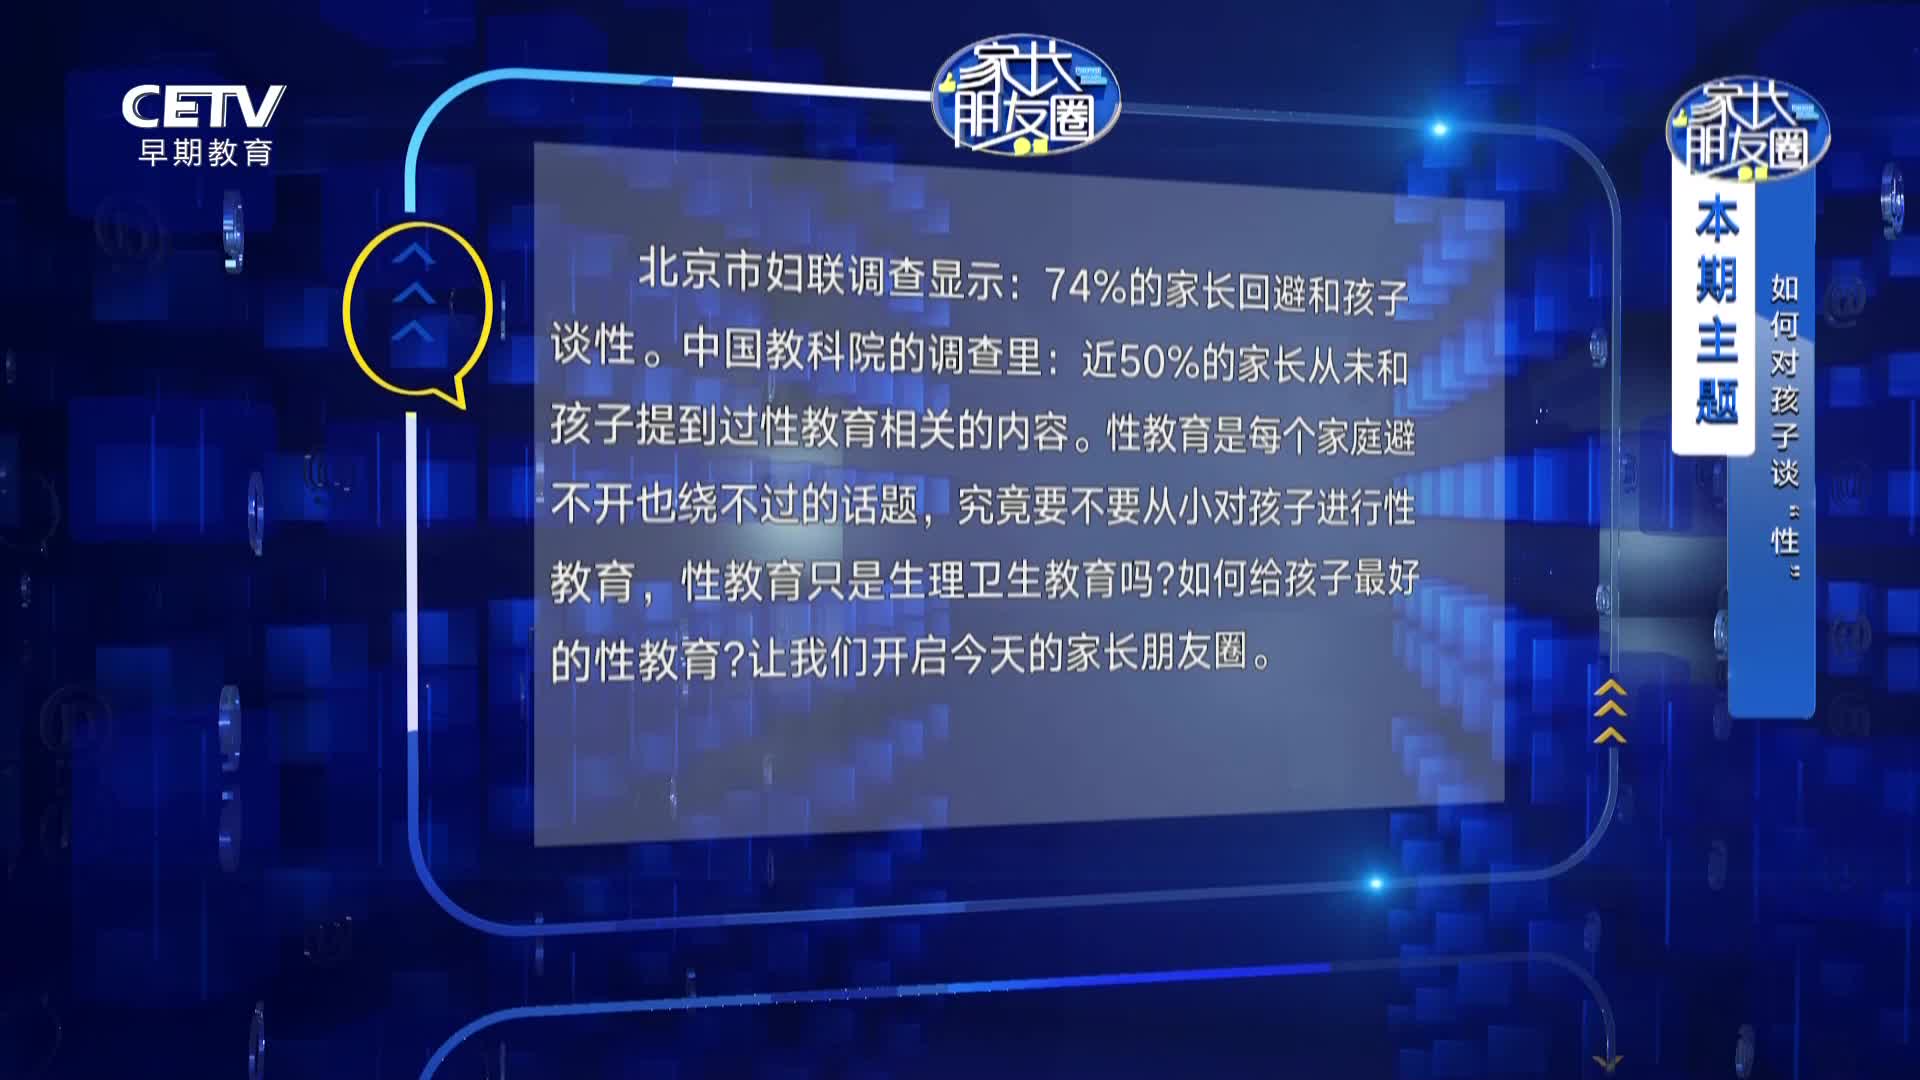 CETV
早期教育
家长
朋友圈
北京市妇联调查显示：74%的家长回避和孩子
谈性。中国教科院的调查里：近50%的家长从未和
孩子提到过性教育相关的内容。性教育是每个家庭避
不开也绕不过的话题，究竟要不要从小对孩子进行性
教育，性教育只是生理卫生教育吗?如何给孩子最好
的性教育?让我们开启今天的家长朋友圈。
家长
朋友圈
本期主题
如何对孩子谈“性”